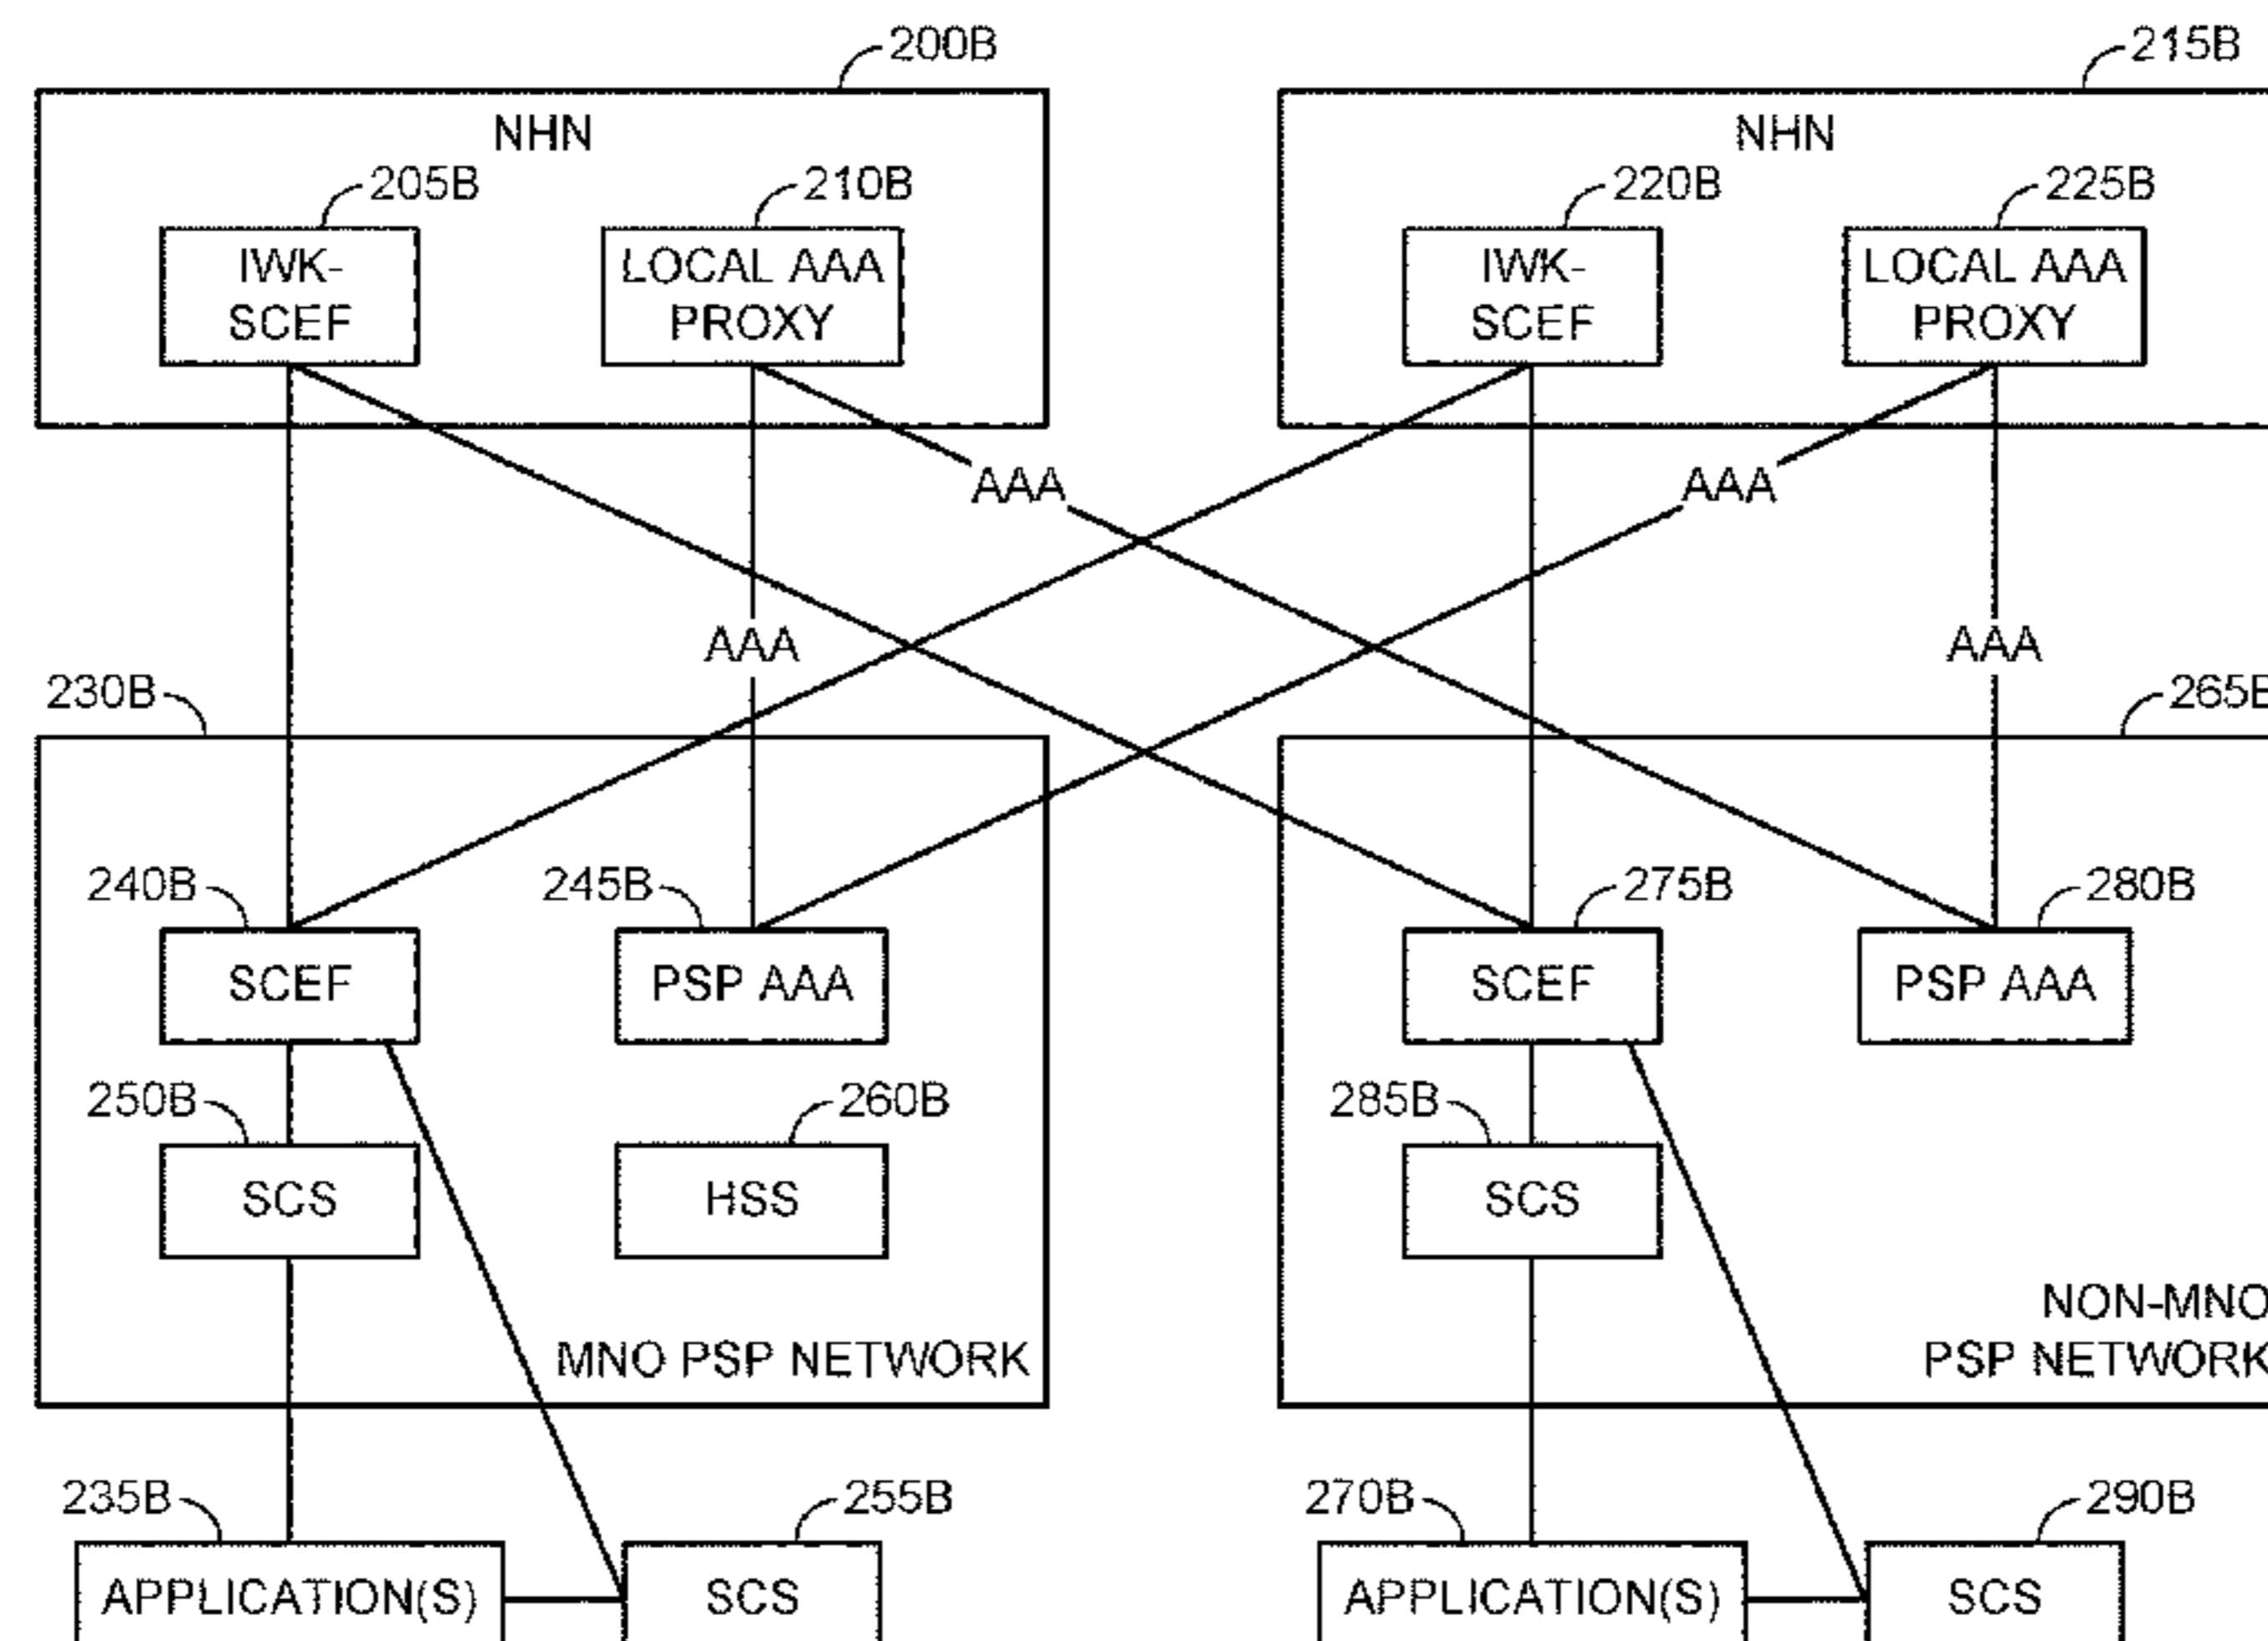 200B
215B
NHN
NHN
205B
210B
220B
225B
IWK-
SCEF
LOCAL AAA
PROXY
IWK-
SCEF
LOCAL AAA
PROXY
AAA
AAA
AAA
AAA
230B
265B
240B
245B
275B
280B
SCEF
PSP AAA
SCEF
PSP AAA
250B
260B
285B
SCS
HSS
SCS
MNO PSP NETWORK
NON-MNO
PSP NETWORK
235B
255B
270B
290B
APPLICATION(S)
SCS
APPLICATION(S)
SCS